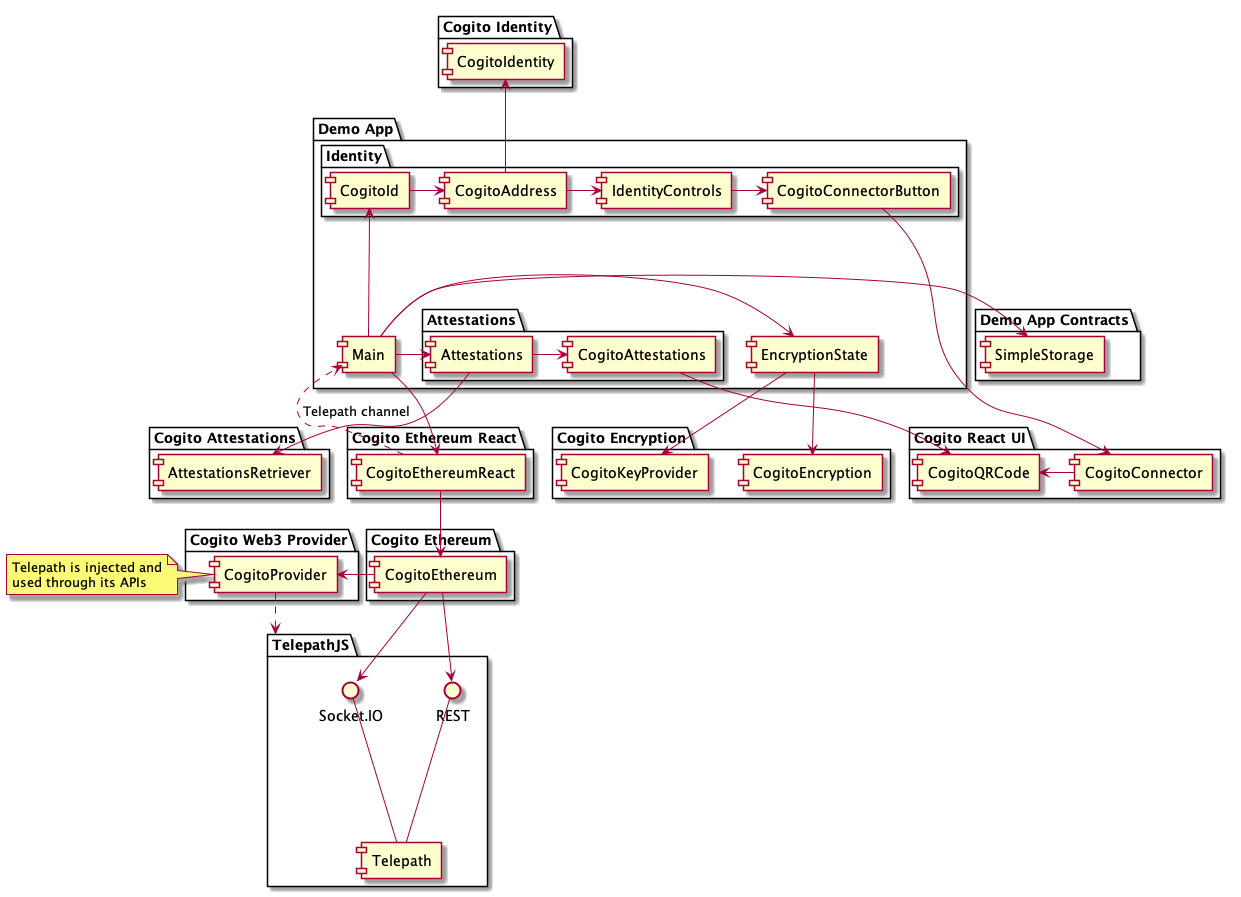 Cogito Identity
CogitoIdentity
Demo App
Identity
CogitoId
CogitoAddress
IdentityControls
CogitoConnectorButton
Attestations
Demo App Contracts
Main
Attestations
CogitoAttestations
EncryptionState
SimpleStorage
Telepath channel
Cogito Attestations
Cogito Ethereum React
Cogito Encryption
Cogito React UI
AttestationsRetriever
CogitoEthereumReact
CogitoKeyProvider
CogitoEncryption
CogitoQRCode
CogitoConnector
Cogito Web3 Provider
Cogito Ethereum
Telepath is injected and
used through its APIs
CogitoProvider
CogitoEthereum
TelepathJS
Socket.IO
REST
Telepath